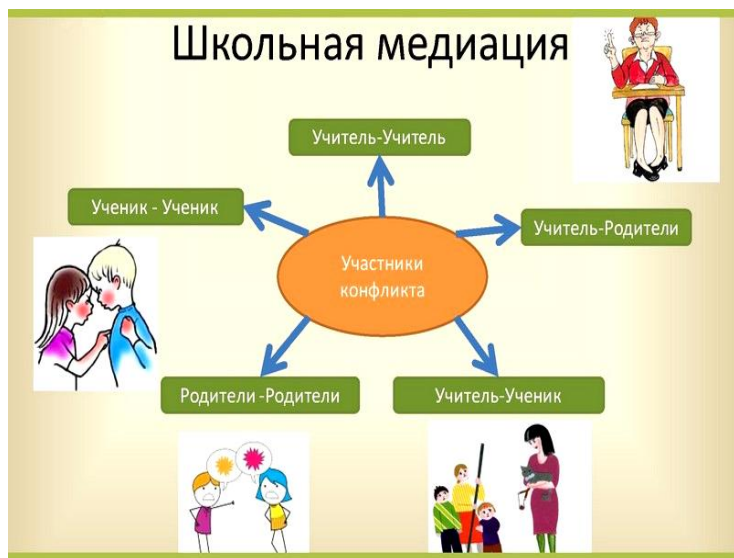 Школьная медиация
Учитель-Учитель
Ученик - Ученик
Учитель-Родители
Участники
конфликта
Родители -Родители
Учитель-Ученик